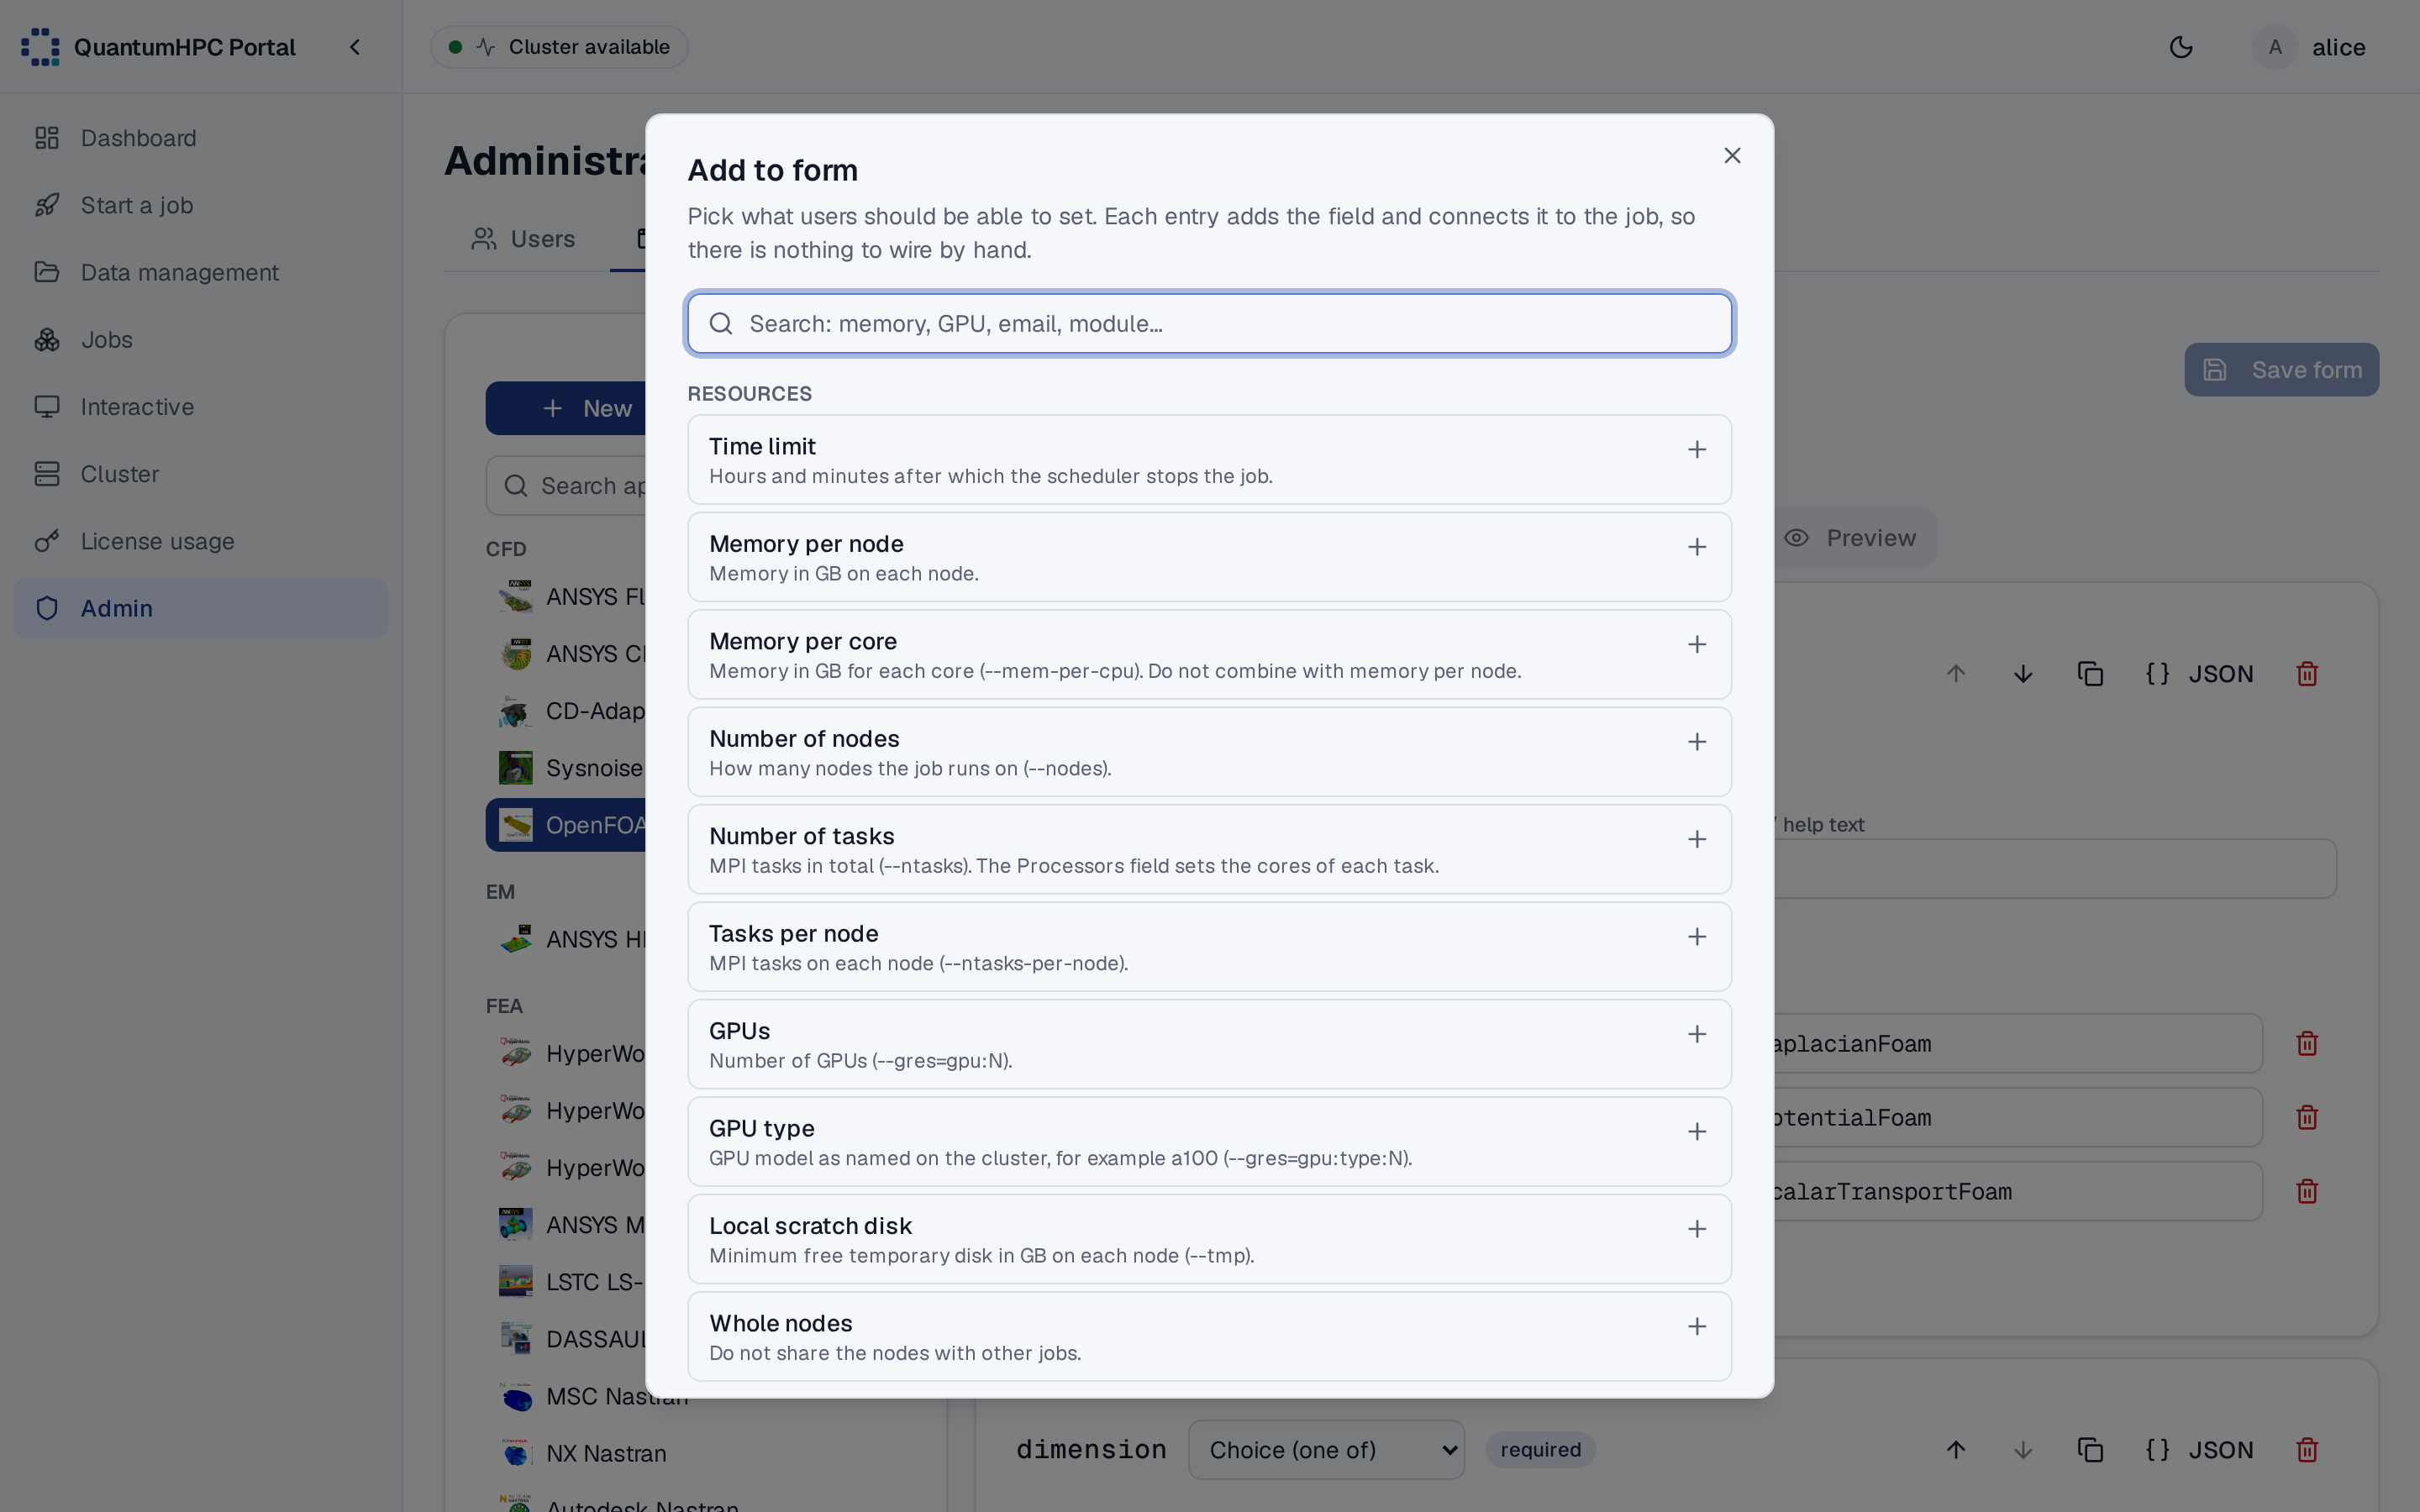 QuantumHPC Portal
Cluster available
A alice
Dashboard
Start a job
Data management
Jobs
Interactive
Cluster
License usage
Admin
Users
New
CFD
ANSYS
Sysnoise
EM
ANSYS
FEA
ANSYS
LSTC
MSC Nastran
NX Nastran
Autodesk Nastran
Add to form
Pick what users should be able to set. Each entry adds the field and connects it to the job, so
there is nothing to wire by hand.
Search: memory, GPU, email, module...
RESOURCES
Time limit
Hours and minutes after which the scheduler stops the job.
Memory per node
Memory in GB on each node.
Memory per core
Memory in GB for each core (--mem-per-cpu). Do not combine with memory per node.
Number of nodes
How many nodes the job runs on (--nodes).
Number of tasks
MPI tasks in total (--ntasks). The Processors field sets the cores of each task.
Tasks per node
MPI tasks on each node (--ntasks-per-node).
GPUs
Number of GPUs (--gres=gpu:N).
GPU type
GPU model as named on the cluster, for example a100 (--gres=gpu:type:N).
Local scratch disk
Minimum free temporary disk in GB on each node (--tmp).
Whole nodes
Do not share the nodes with other jobs.
Save form
Preview
{} JSON
help text
dimension
Choice (one of)
required
{} JSON